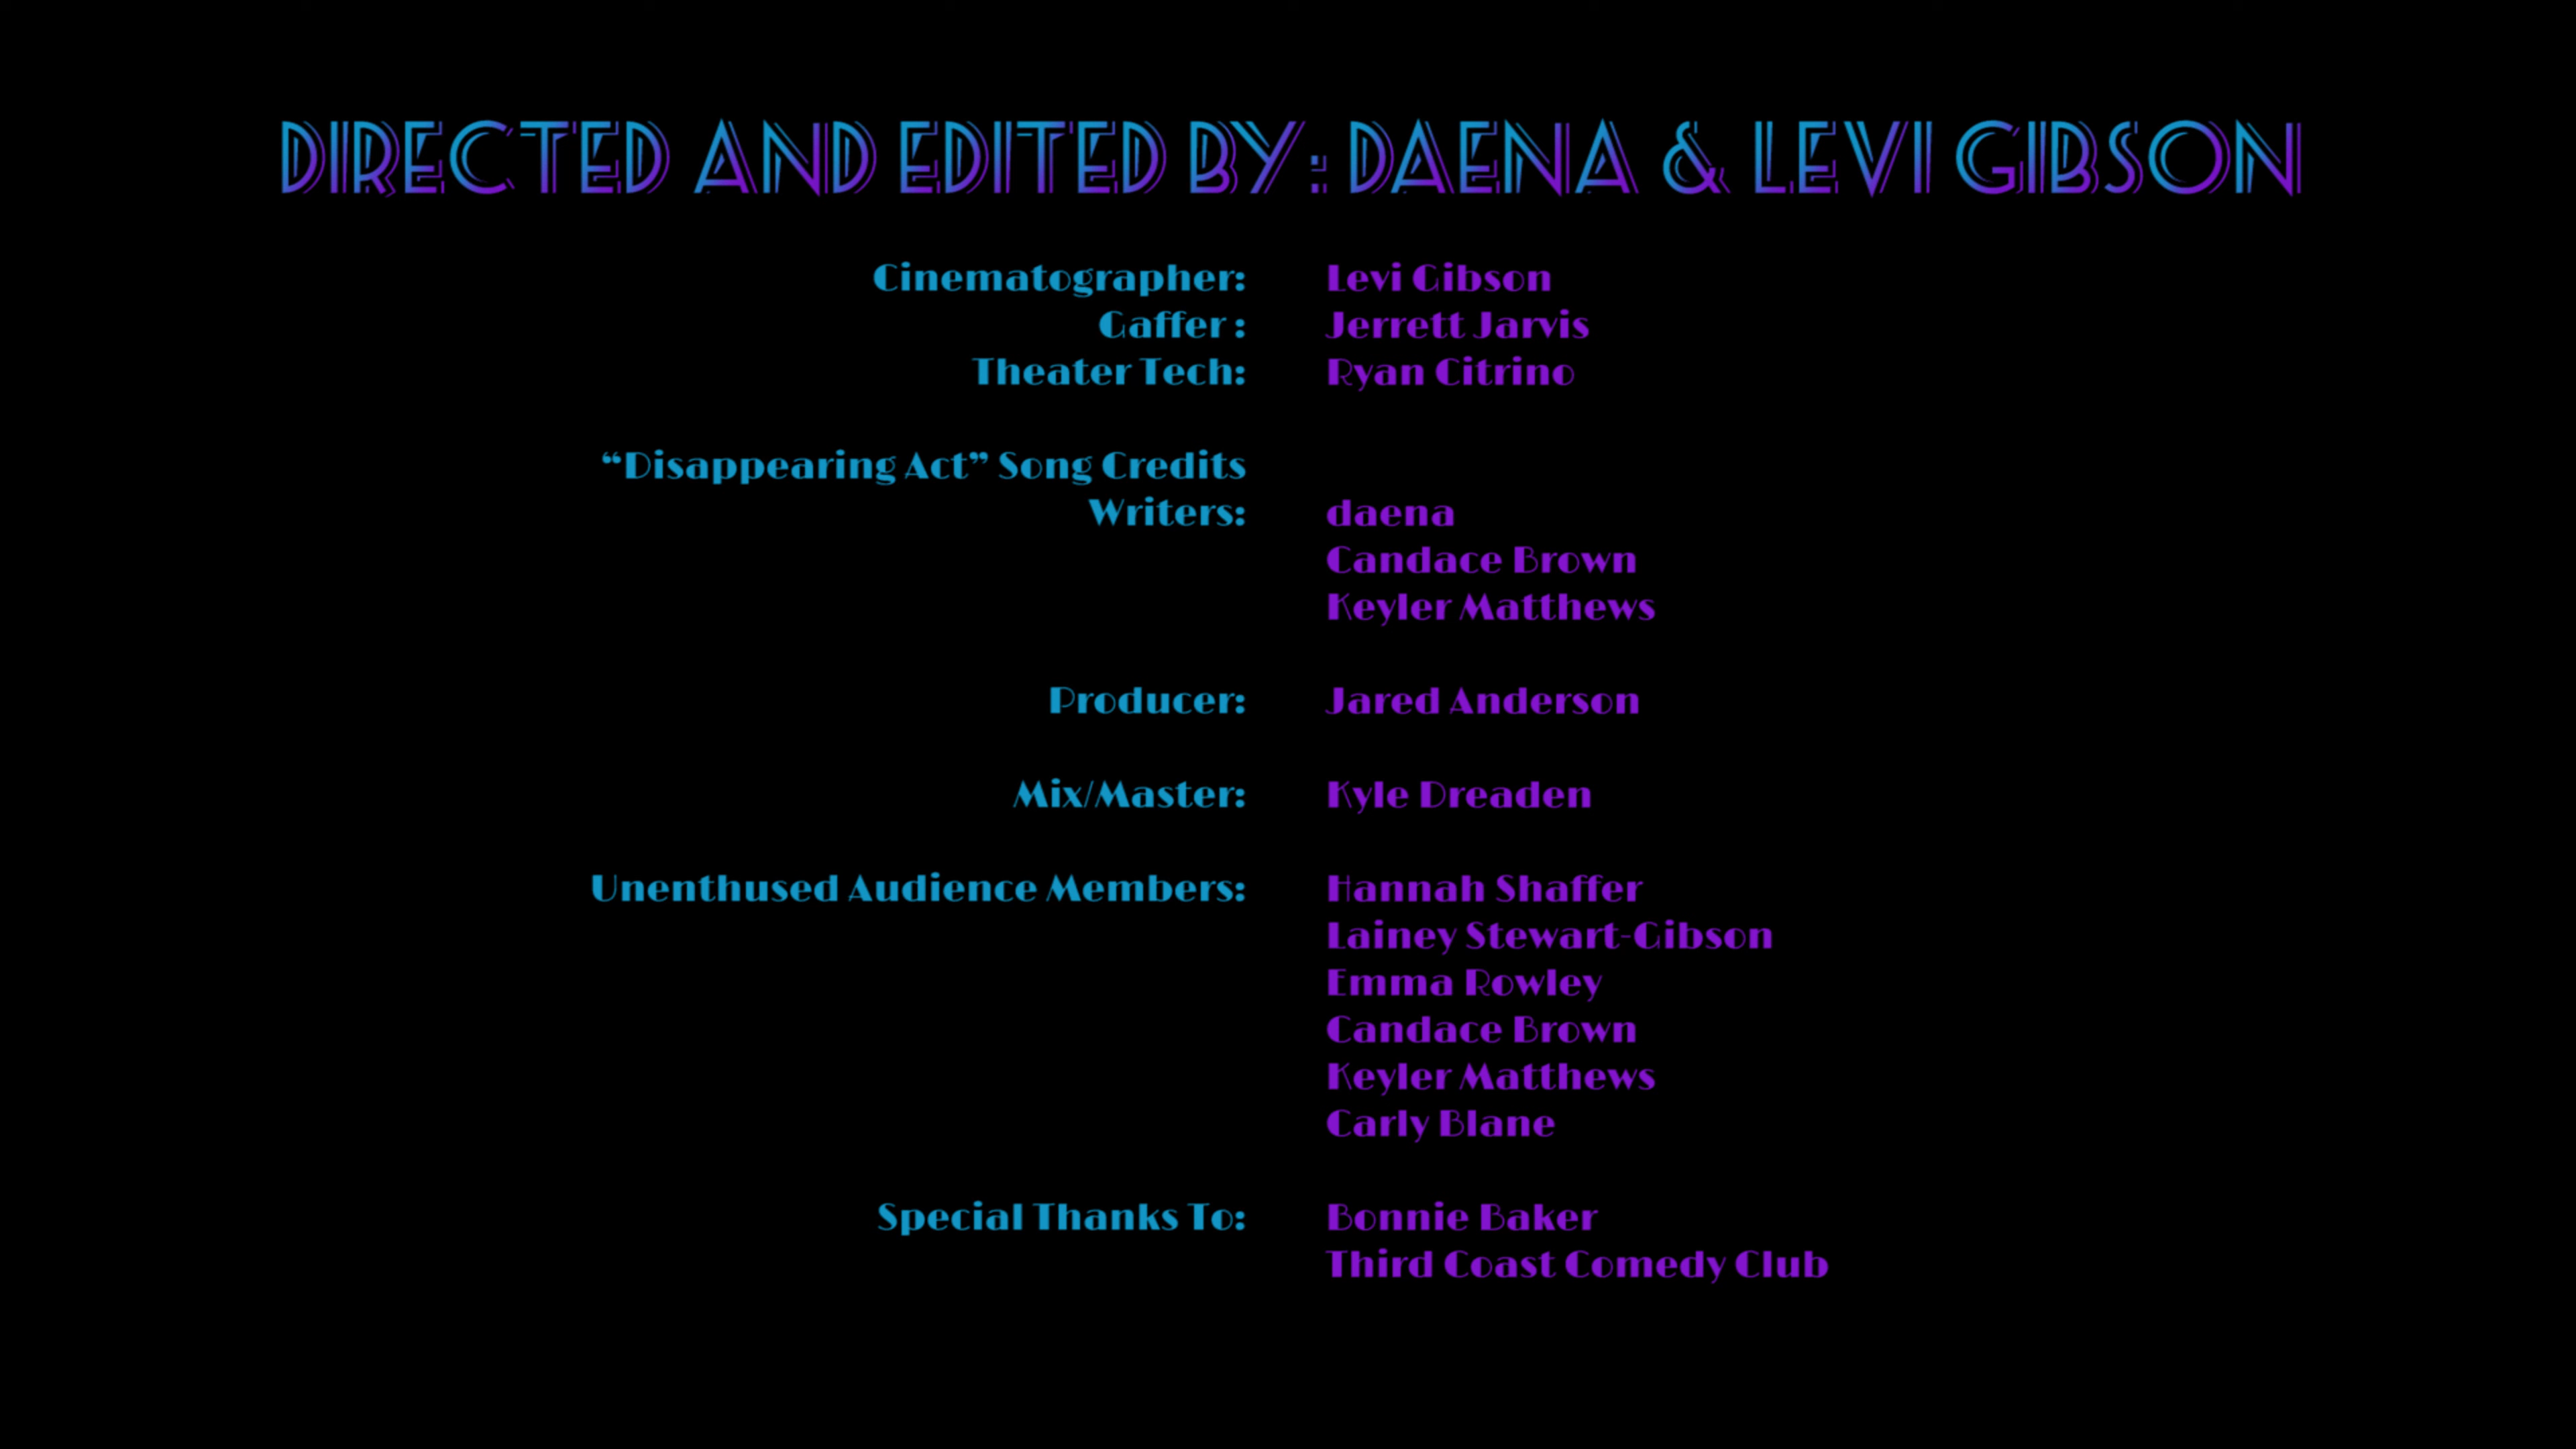 DIRECTED AND EDITED BY: DAENA & LEVI GIBSON
Cinematographer: Levi Gibson
Gaffer : Jerrett Jarvis
Theater Tech: Ryan Citrino
“Disappearing Act” Song Credits
Writers: daena
Candace Brown
Keyler Matthews
Producer: Jared Anderson
Mix/Master: Kyle Dreaden
Unenthused Audience Members: Hannah Shaffer
Lainey Stewart-Gibson
Emma Rowley
Candace Brown
Keyler Matthews
Carly Blane
Special Thanks To: Bonnie Baker
Third Coast Comedy Club